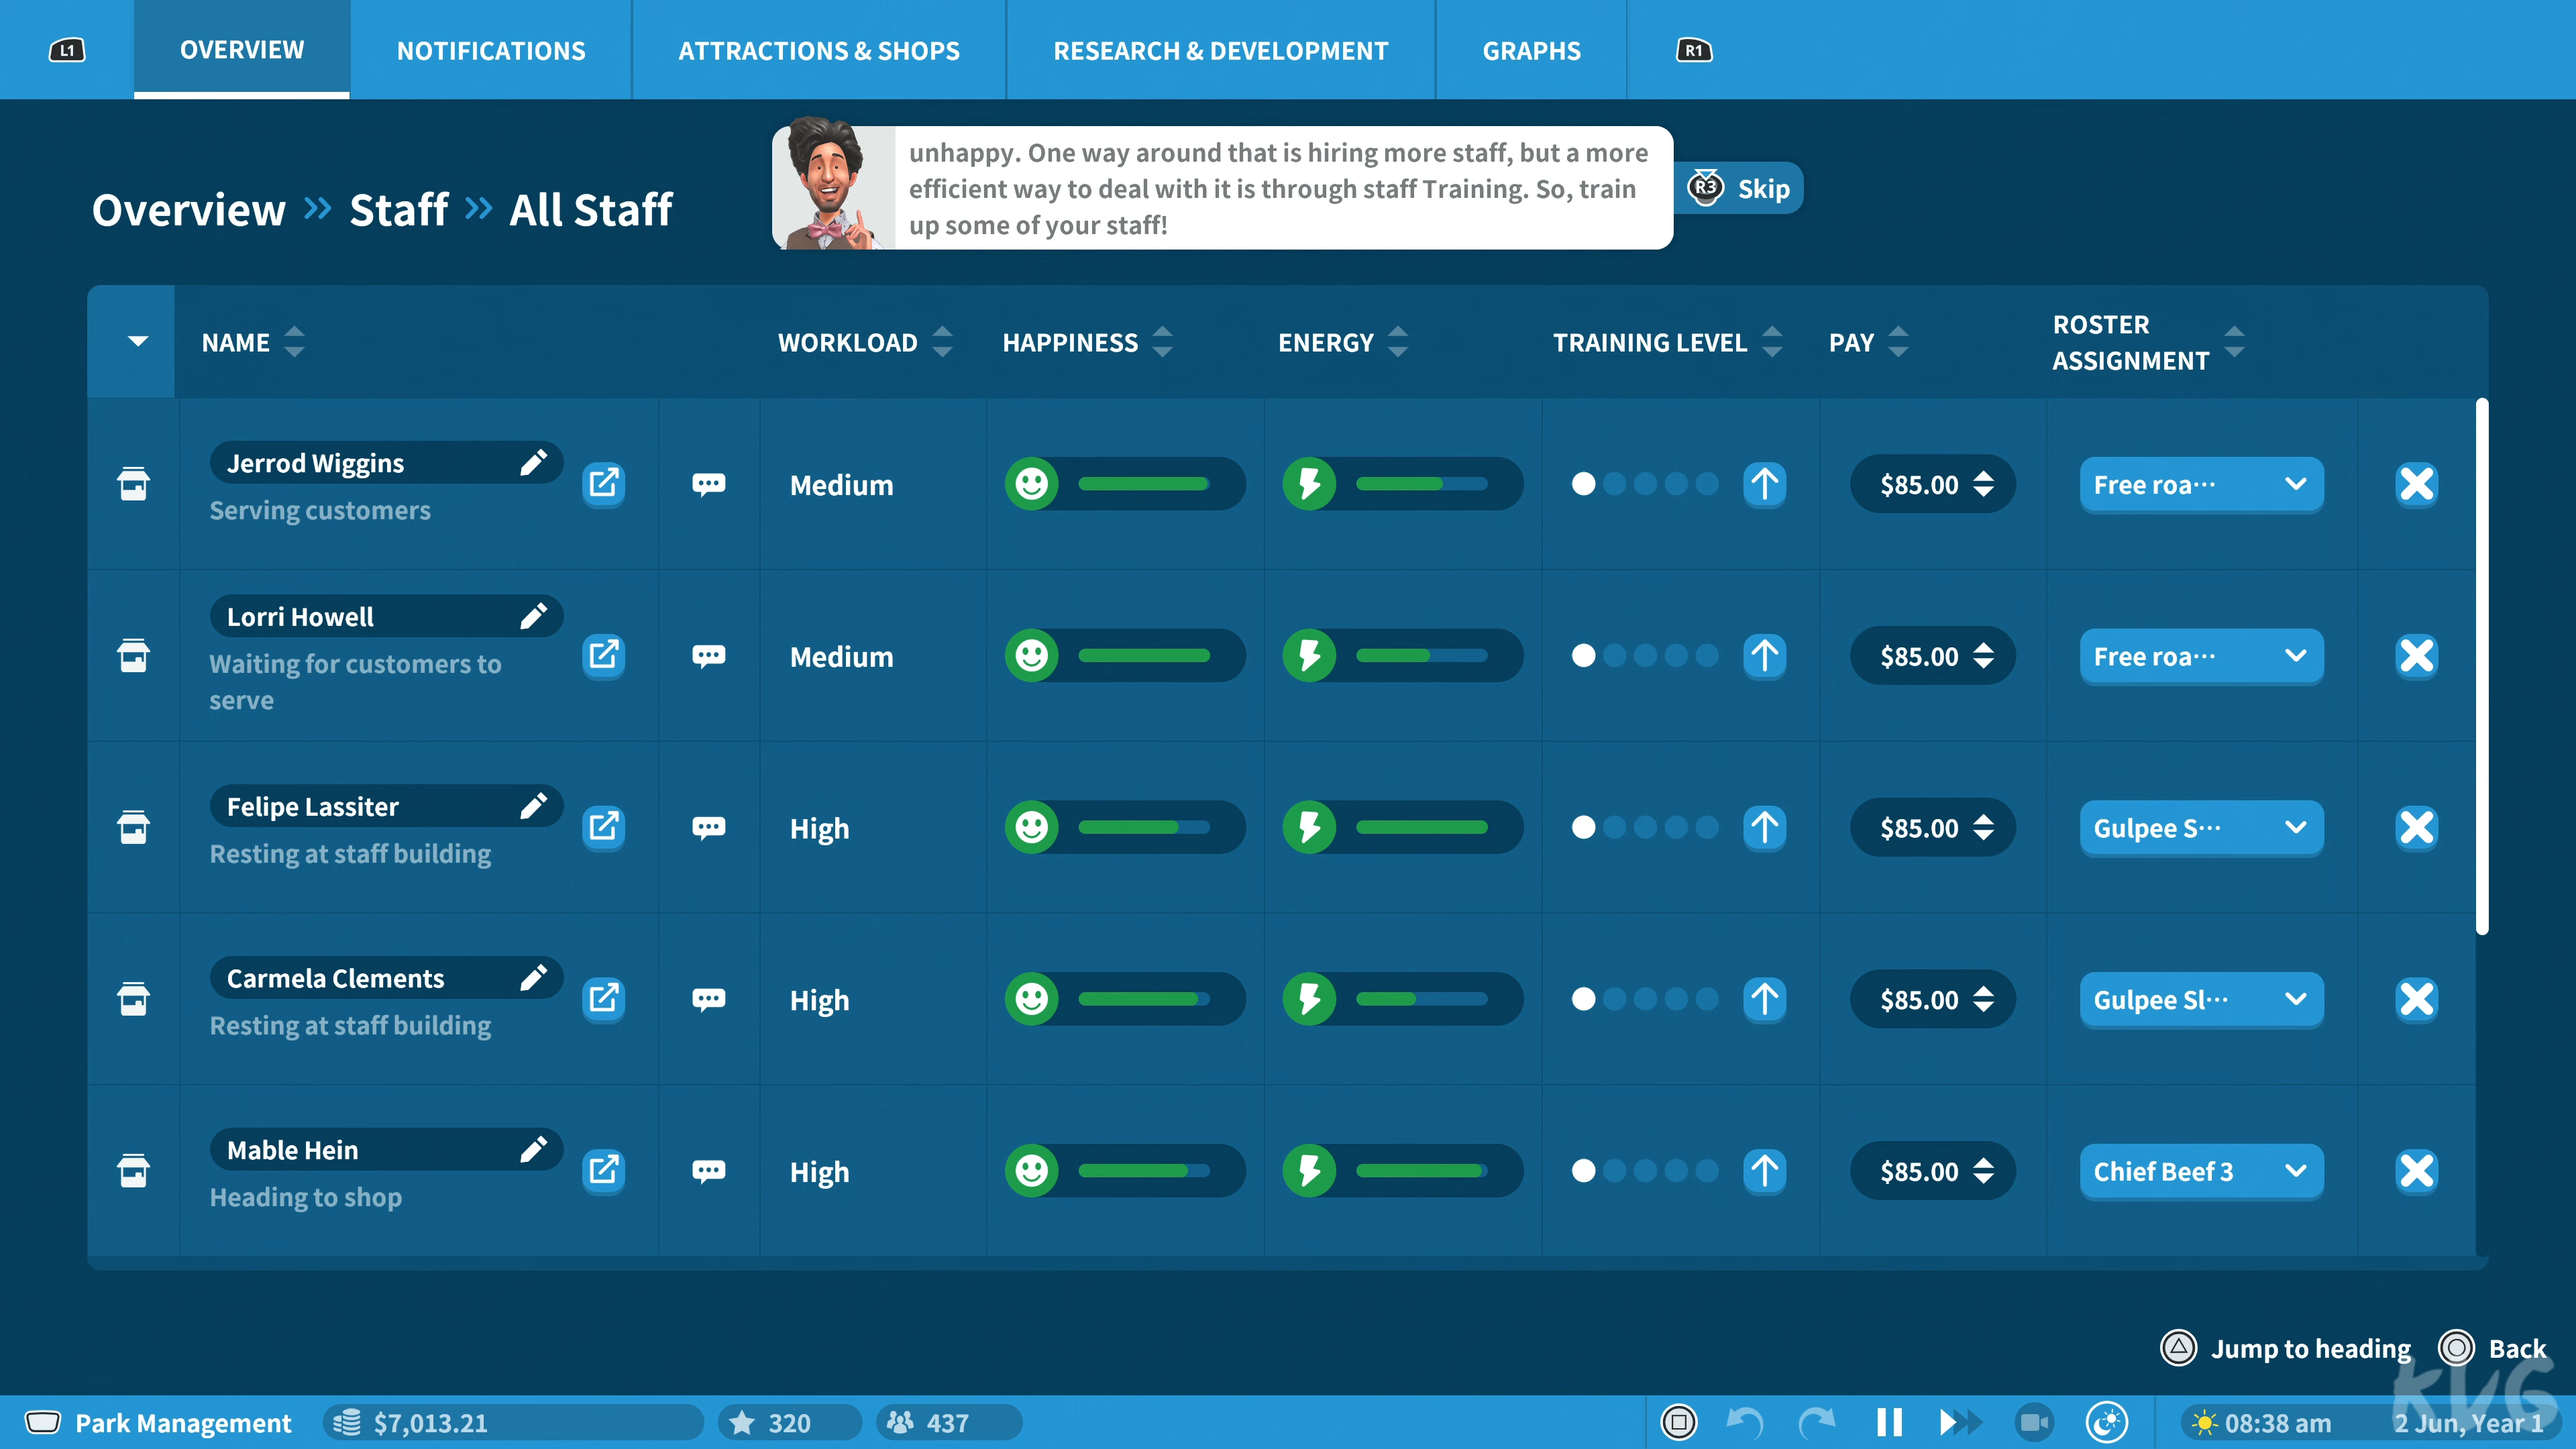 L1
OVERVIEW
NOTIFICATIONS
ATTRACTIONS & SHOPS
RESEARCH & DEVELOPMENT
GRAPHS
R1
unhappy. One way around that is hiring more staff, but a more
efficient way to deal with it is through staff Training. So, train
up some of your staff!
R3 Skip
Overview » Staff » All Staff
NAME
WORKLOAD
HAPPINESS
ENERGY
TRAINING LEVEL
PAY
ROSTER
ASSIGNMENT
Jerrod Wiggins
Serving customers
Medium
$85.00
Free roa...
Lorri Howell
Waiting for customers to
serve
Medium
$85.00
Free roa...
Felipe Lassiter
Resting at staff building
High
$85.00
Gulpee S...
Carmela Clements
Resting at staff building
High
$85.00
Gulpee Sl...
Mable Hein
Heading to shop
High
$85.00
Chief Beef 3
Jump to heading
Back
Park Management
$7,013.21
320
437
08:38 am
2 Jun, Year 1
KVG